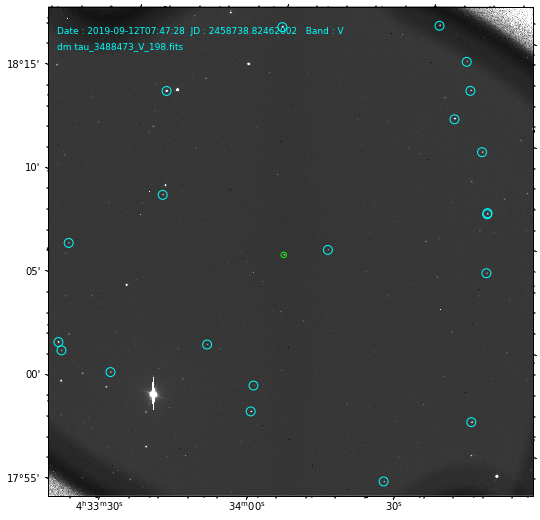 Date : 2019-09-12T07:47:28 JD : 2458738.82462002 Band : V
dm.tau_3488473_V_198.fits
18°15'
10'
05'
00'
17°55'
4ʰ33ᵐ30ˢ 34ᵐ00ˢ 30ˢ